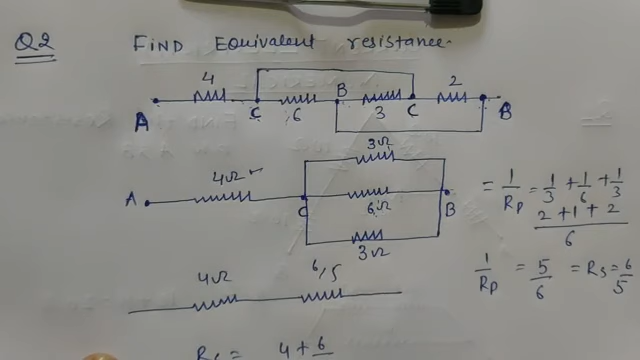 Q2 FIND Equivalent resistance.
4 2
B
A C 6 3 C B
3Ω
4Ω
A C 6Ω B
3Ω
= 1/Rp = 1/3 + 1/6 + 1/3
2+1+2/6
1/Rp = 5/6 = Rs = 6/5
4Ω 6/5
Rs = 4+6